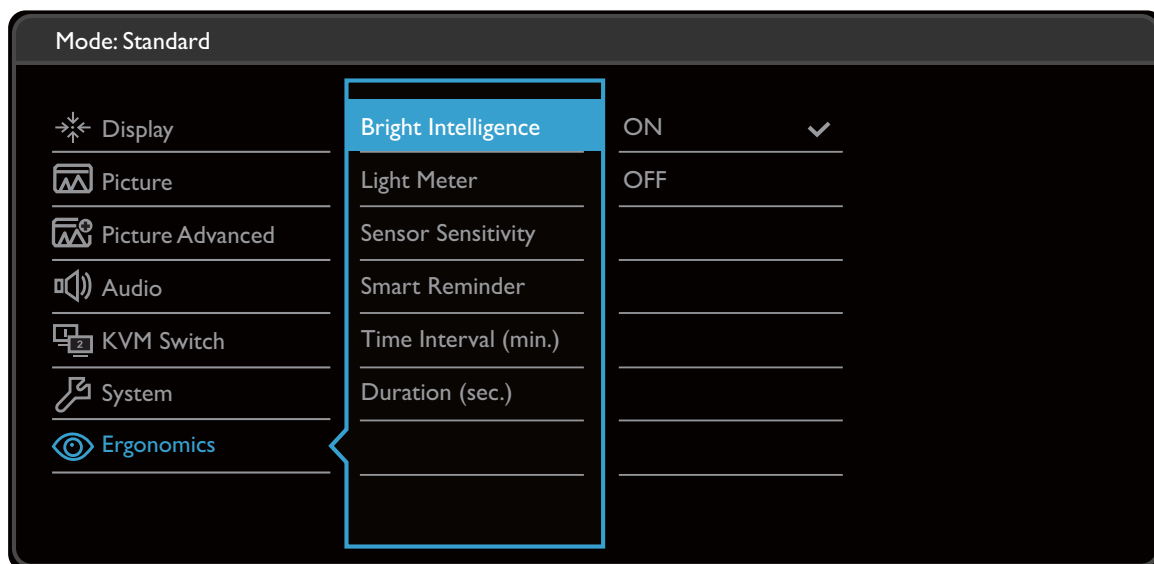 Mode: Standard
Display
Picture
Picture Advanced
Audio
KVM Switch
2
System
Ergonomics
Bright Intelligence
Light Meter
Sensor Sensitivity
Smart Reminder
Time Interval (min.)
Duration (sec.)
ON
OFF